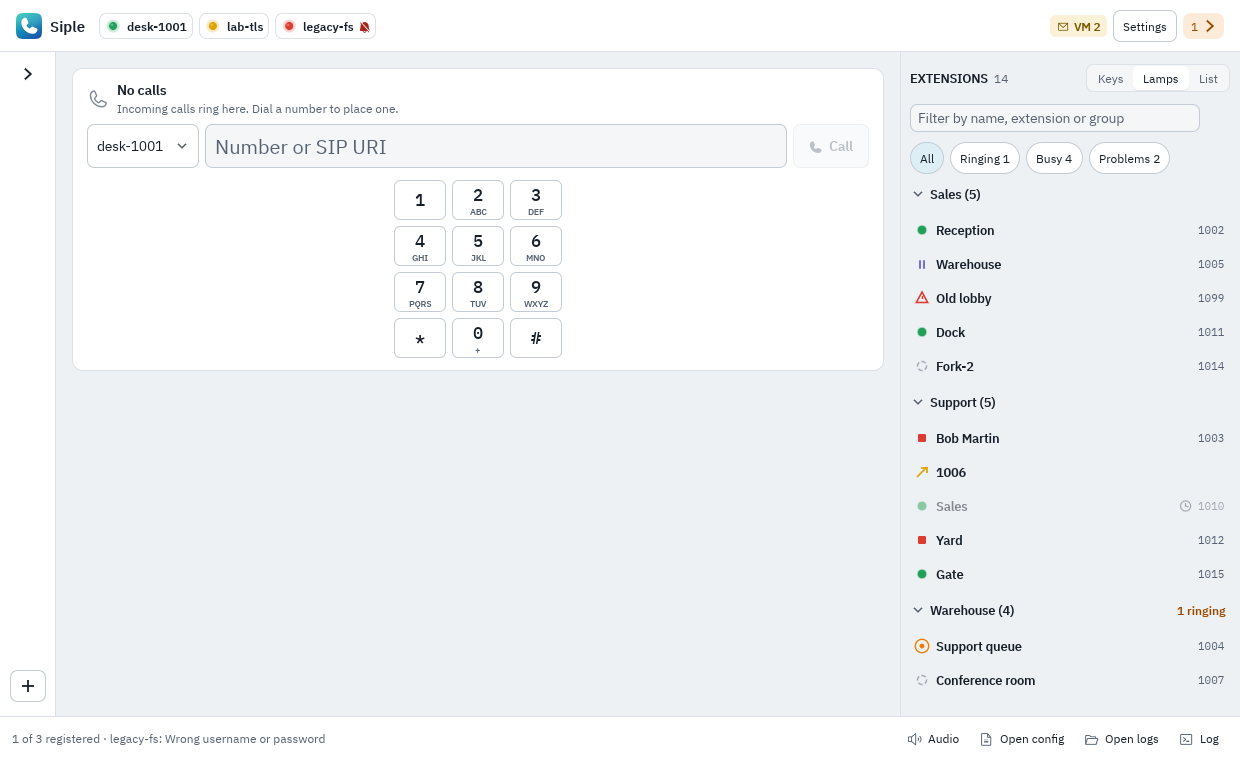 Siple
desk-1001
lab-tls
legacy-fs
VM 2
Settings
1
No calls
Incoming calls ring here. Dial a number to place one.
desk-1001
Number or SIP URI
Call
1
2
ABC
3
DEF
4
GHI
5
JKL
6
MNO
7
PQRS
8
TUV
9
WXYZ
*
0
+
#
EXTENSIONS 14
Keys
Lamps
List
Filter by name, extension or group
All
Ringing 1
Busy 4
Problems 2
Sales (5)
Reception 1002
Warehouse 1005
Old lobby 1099
Dock 1011
Fork-2 1014
Support (5)
Bob Martin 1003
1006
Sales 1010
Yard 1012
Gate 1015
Warehouse (4) 1 ringing
Support queue 1004
Conference room 1007
1 of 3 registered · legacy-fs: Wrong username or password
Audio
Open config
Open logs
Log